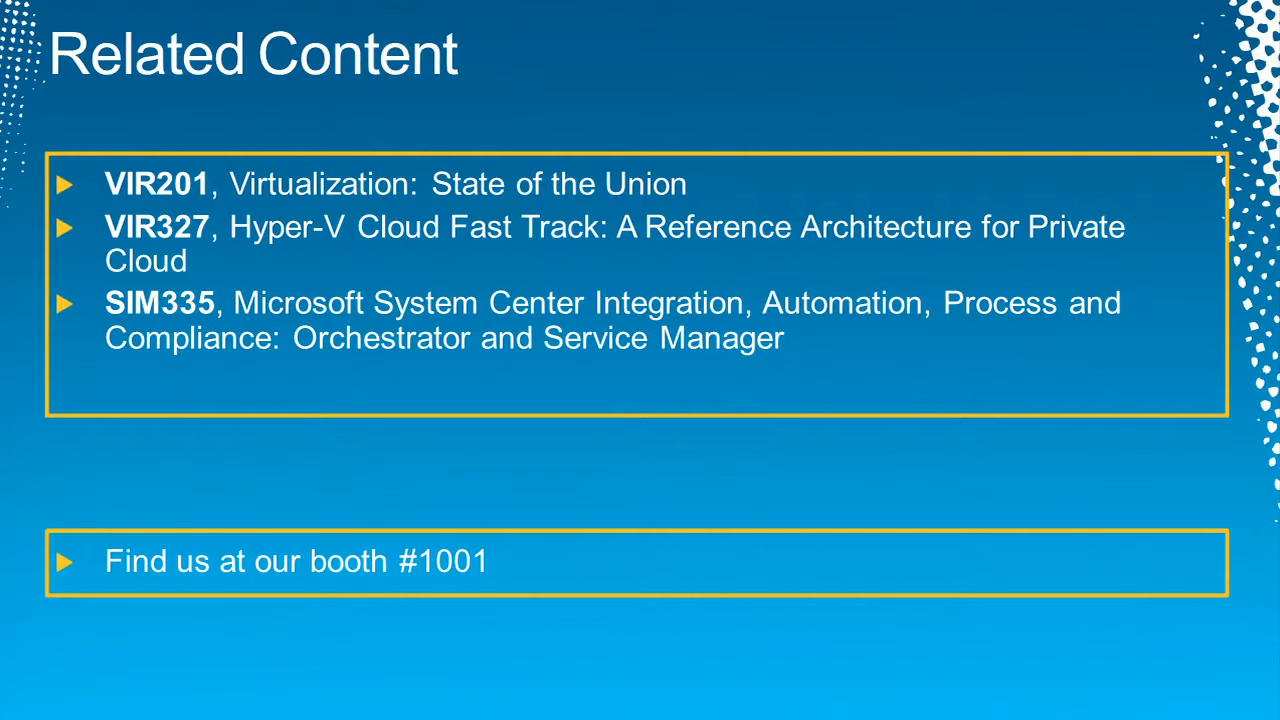 Related Content
VIR201, Virtualization: State of the Union
VIR327, Hyper-V Cloud Fast Track: A Reference Architecture for Private
Cloud
SIM335, Microsoft System Center Integration, Automation, Process and
Compliance: Orchestrator and Service Manager
Find us at our booth #1001